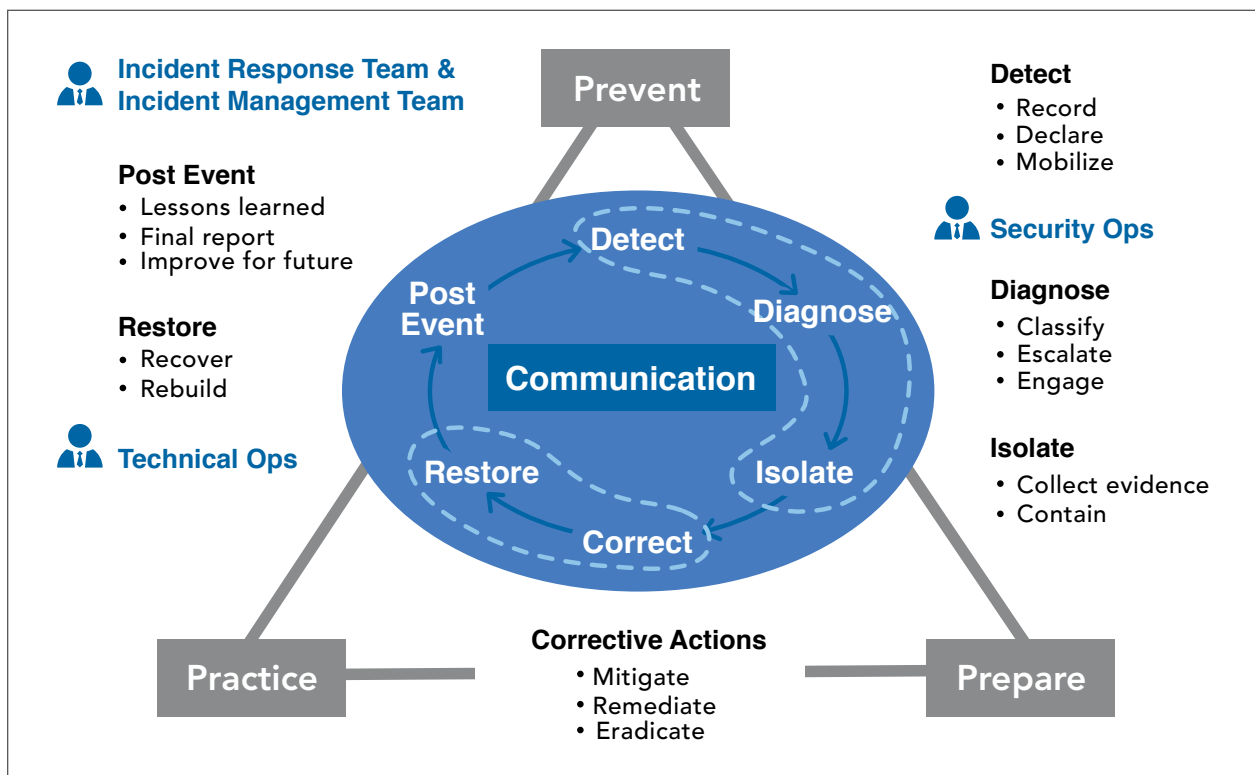 Incident Response Team &
Incident Management Team
Prevent
Detect
• Record
• Declare
• Mobilize
Post Event
• Lessons learned
• Final report
• Improve for future
Security Ops
Detect
Post
Event
Diagnose
Communication
Restore
Isolate
Correct
Diagnose
• Classify
• Escalate
• Engage
Restore
• Recover
• Rebuild
Technical Ops
Isolate
• Collect evidence
• Contain
Practice
Corrective Actions
• Mitigate
• Remediate
• Eradicate
Prepare